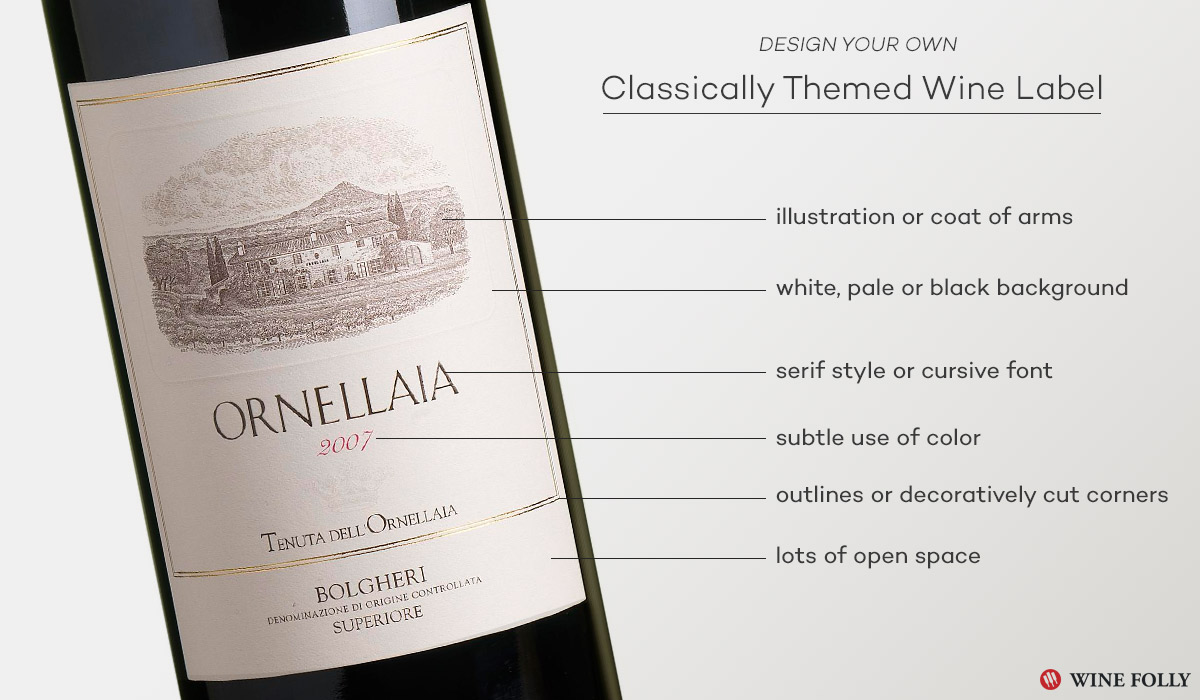 DESIGN YOUR OWN
Classically Themed Wine Label
illustration or coat of arms
white, pale or black background
serif style or cursive font
subtle use of color
outlines or decoratively cut corners
lots of open space
ORNELLAIA
2007
TENUTA DELL'ORNELLAIA
BOLGHERI
DENOMINAZIONE DI ORIGINE CONTROLLATA
SUPERIORE
WINE FOLLY